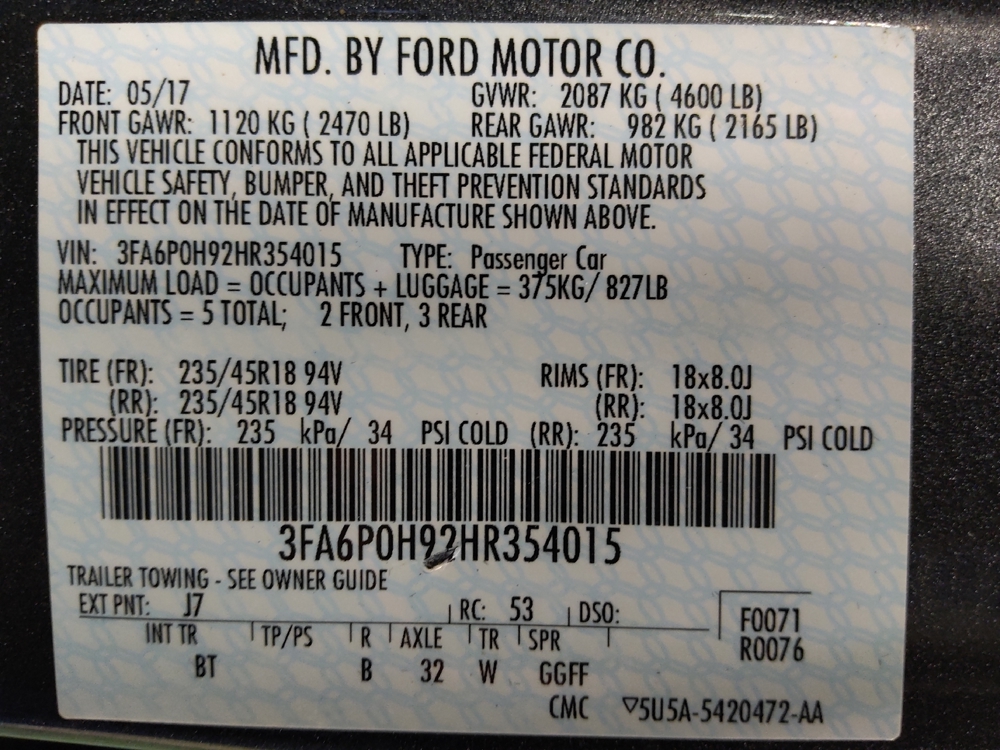 MFD. BY FORD MOTOR CO.
DATE: 05/17 GVWR: 2087 KG ( 4600 LB)
FRONT GAWR: 1120 KG ( 2470 LB) REAR GAWR: 982 KG ( 2165 LB)
THIS VEHICLE CONFORMS TO ALL APPLICABLE FEDERAL MOTOR
VEHICLE SAFETY, BUMPER, AND THEFT PREVENTION STANDARDS
IN EFFECT ON THE DATE OF MANUFACTURE SHOWN ABOVE.
VIN: 3FA6P0H92HR354015 TYPE: Passenger Car
MAXIMUM LOAD = OCCUPANTS + LUGGAGE = 375KG/ 827LB
OCCUPANTS = 5 TOTAL; 2 FRONT, 3 REAR
TIRE (FR): 235/45R18 94V RIMS (FR): 18x8.0J
(RR): 235/45R18 94V (RR): 18x8.0J
PRESSURE (FR): 235 kPa/ 34 PSI COLD (RR): 235 kPa/ 34 PSI COLD
3FA6P0H92HR354015
TRAILER TOWING - SEE OWNER GUIDE
EXT PNT: J7 RC: 53 DSO: F0071
INT TR TP/PS R AXLE TR SPR R0076
BT B 32 W GGFF
CMC ▽5U5A-5420472-AA